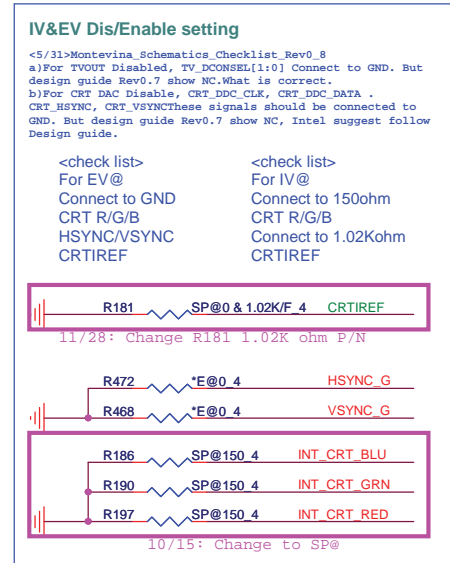 IV&EV Dis/Enable setting
<5/31>Montevina_Schematics_Checklist_Rev0_8
a)For TVOUT Disabled, TV_DCONSEL[1:0] Connect to GND. But
design guide Rev0.7 show NC.What is correct.
b)For CRT DAC Disable, CRT_DDC_CLK, CRT_DDC_DATA .
CRT_HSYNC, CRT_VSYNCThese signals should be connected to
GND. But design guide Rev0.7 show NC, Intel suggest follow
Design guide.
<check list>
For EV@
Connect to GND
CRT R/G/B
HSYNC/VSYNC
CRTIREF
<check list>
For IV@
Connect to 150ohm
CRT R/G/B
Connect to 1.02Kohm
CRTIREF
R181 SP@0 & 1.02K/F_4 CRTIREF
11/28: Change R181 1.02K ohm P/N
R472 *E@0_4 HSYNC_G
R468 *E@0_4 VSYNC_G
R186 SP@150_4 INT_CRT_BLU
R190 SP@150_4 INT_CRT_GRN
R197 SP@150_4 INT_CRT_RED
10/15: Change to SP@